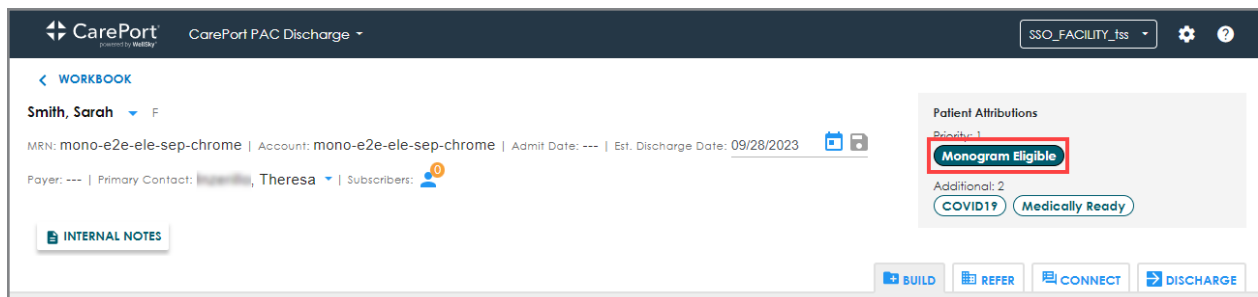 CarePort
powered by WellSky
CarePort PAC Discharge
SSO_FACILITY_tss
WORKBOOK
Smith, Sarah F
MRN: mono-e2e-ele-sep-chrome | Account: mono-e2e-ele-sep-chrome | Admit Date: --- | Est. Discharge Date: 09/28/2023
Payer: --- | Primary Contact: , Theresa | Subscribers: 0
INTERNAL NOTES
Patient Attributions
Priority: 1
Monogram Eligible
Additional: 2
COVID19 Medically Ready
BUILD REFER CONNECT DISCHARGE